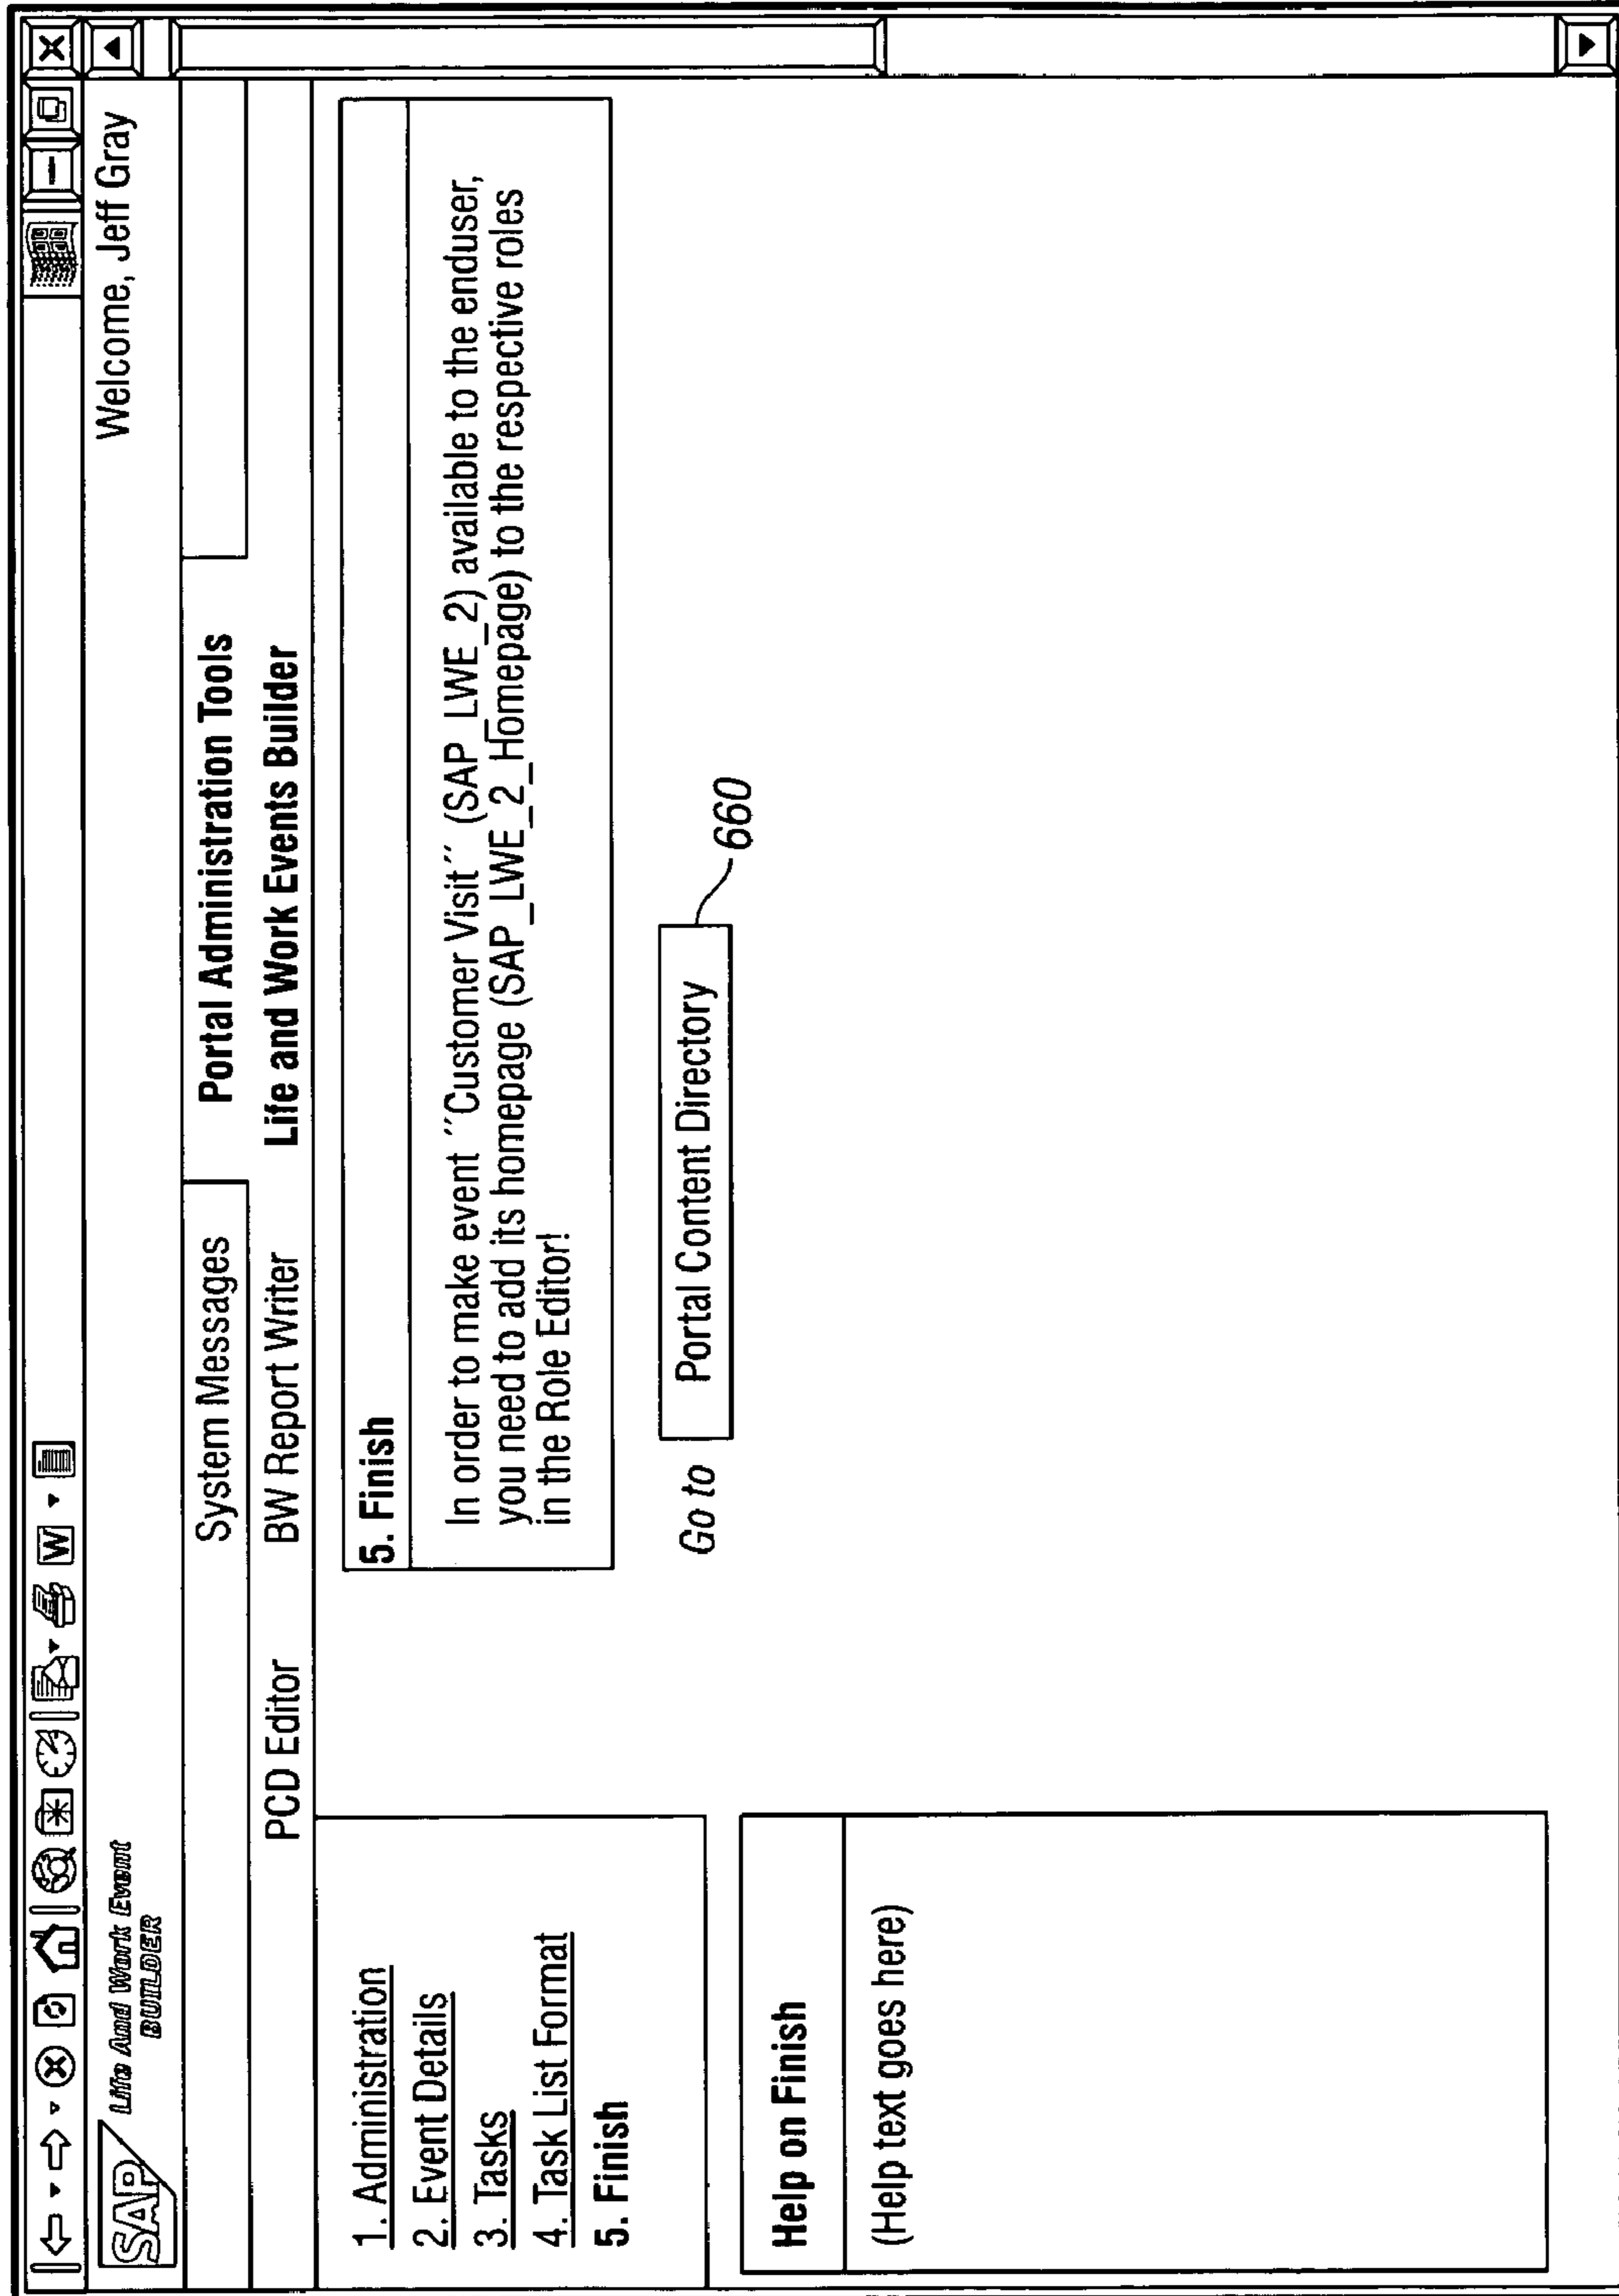 W
SAP
Life And Work Event
BUILDER
Welcome, Jeff Gray
System Messages
Portal Administration Tools
PCD Editor
BW Report Writer
Life and Work Events Builder
1. Administration
2. Event Details
3. Tasks
4. Task List Format
5. Finish
5. Finish
In order to make event ˝Customer Visit˝ (SAP_LWE_2) available to the enduser,
you need to add its homepage (SAP_LWE_2_Homepage) to the respective roles
in the Role Editor!
Go to
Portal Content Directory
660
Help on Finish
(Help text goes here)